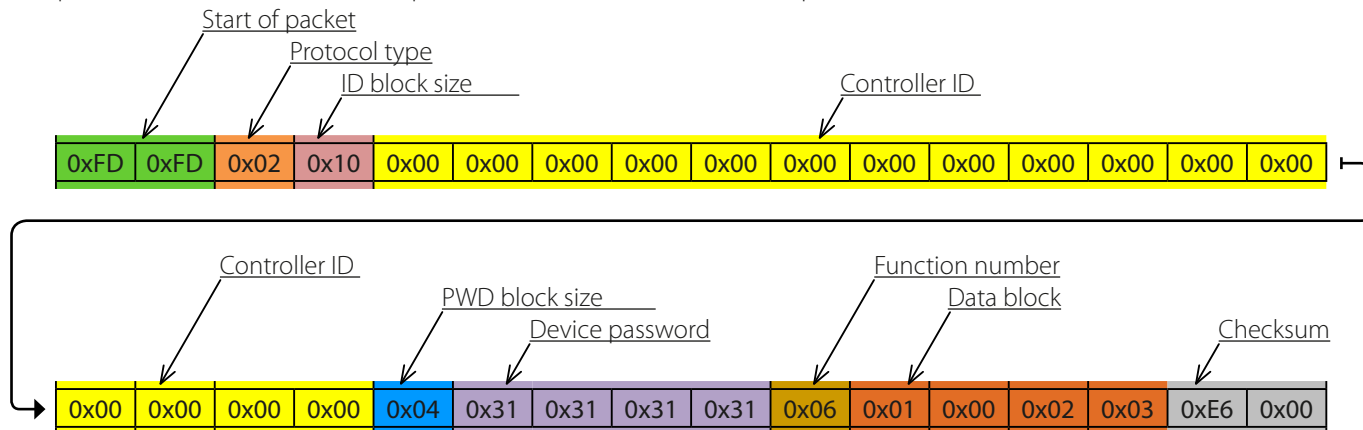 Start of packet
Protocol type
ID block size
Controller ID
0xFD 0xFD 0x02 0x10 0x00 0x00 0x00 0x00 0x00 0x00 0x00 0x00 0x00 0x00 0x00 0x00
Controller ID
Function number
PWD block size
Data block
Device password
Checksum
0x00 0x00 0x00 0x00 0x04 0x31 0x31 0x31 0x31 0x06 0x01 0x00 0x02 0x03 0xE6 0x00